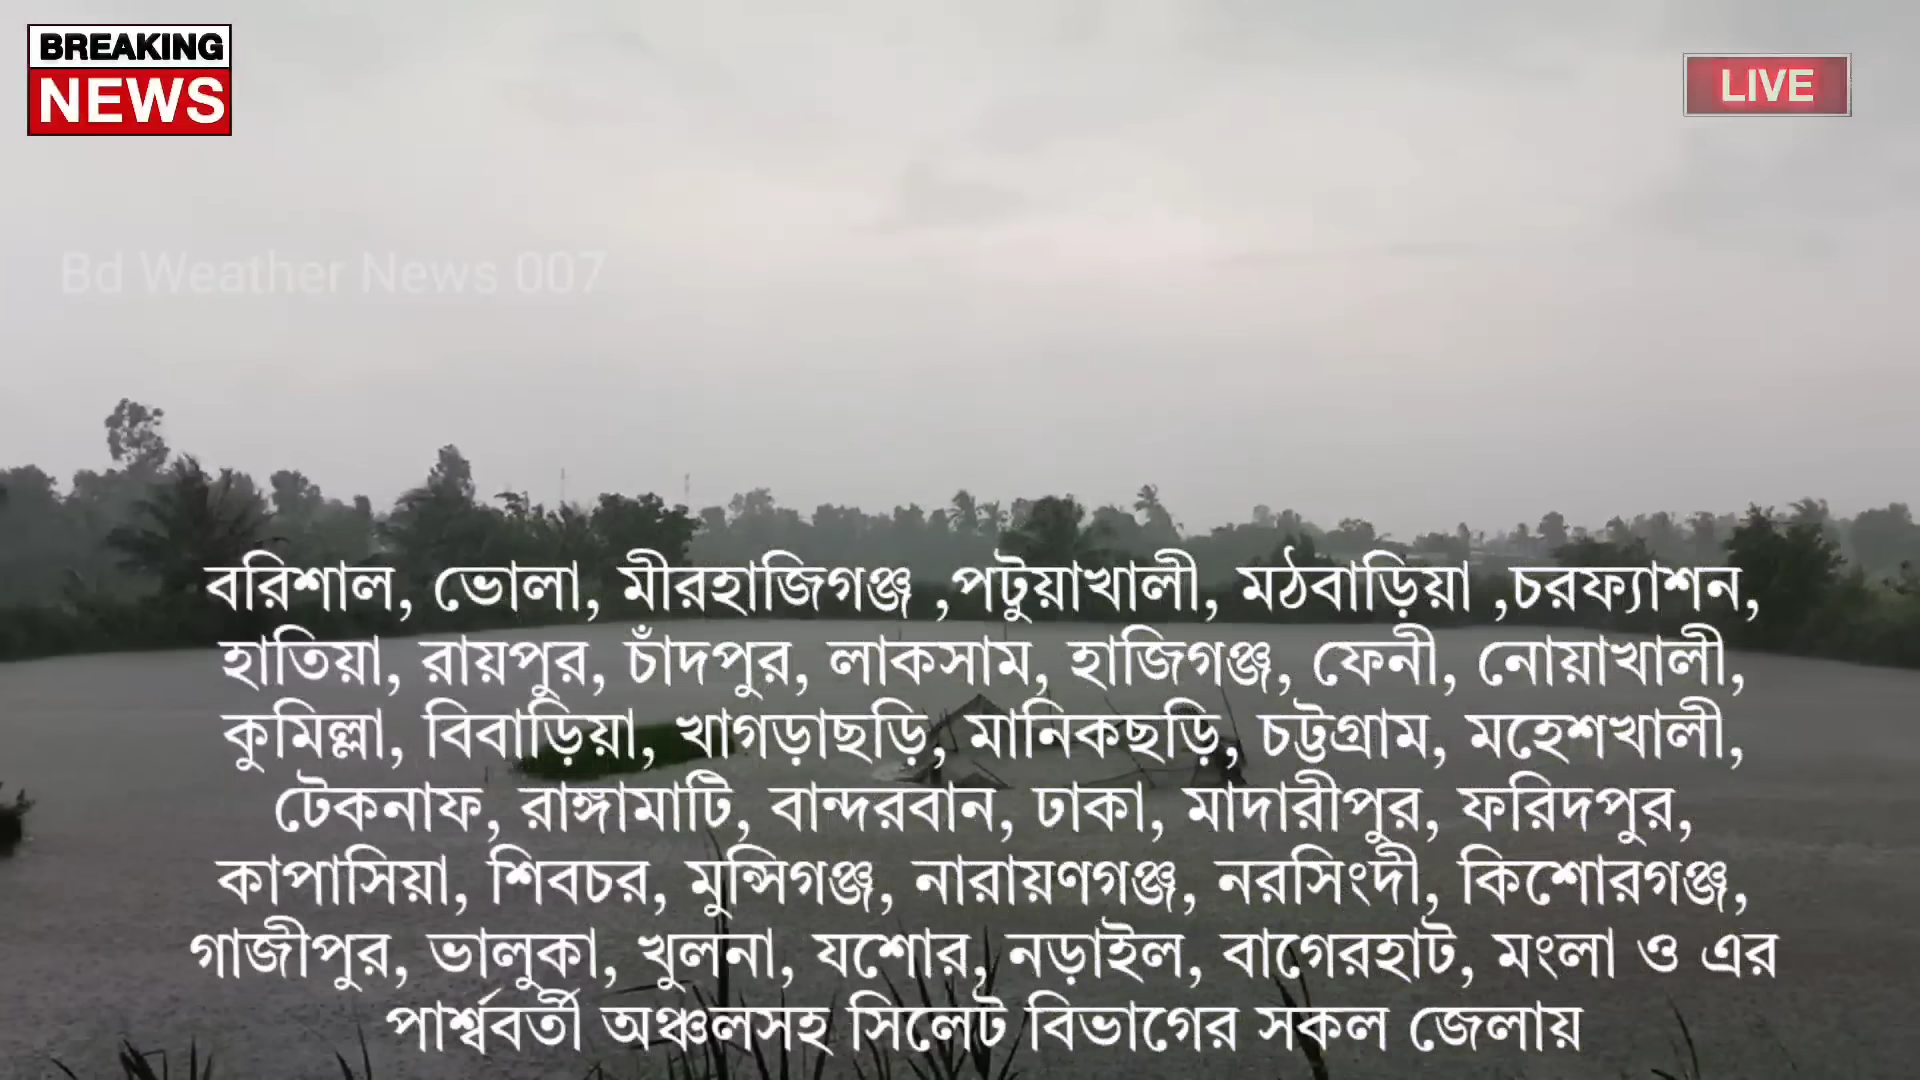 BREAKING
NEWS
LIVE
Bd Weather News 007
বরিশাল, ভোলা, মীরহাজিগঞ্জ ,পটুয়াখালী, মঠবাড়িয়া ,চরফ্যাশন,
হাতিয়া, রায়পুর, চাঁদপুর, লাকসাম, হাজিগঞ্জ, ফেনী, নোয়াখালী,
কুমিল্লা, বিবাড়িয়া, খাগড়াছড়ি, মানিকছড়ি, চট্টগ্রাম, মহেশখালী,
টেকনাফ, রাঙ্গামাটি, বান্দরবান, ঢাকা, মাদারীপুর, ফরিদপুর,
কাপাসিয়া, শিবচর, মুন্সিগঞ্জ, নারায়ণগঞ্জ, নরসিংদী, কিশোরগঞ্জ,
গাজীপুর, ভালুকা, খুলনা, যশোর, নড়াইল, বাগেরহাট, মংলা ও এর
পার্শ্ববর্তী অঞ্চলসহ সিলেট বিভাগের সকল জেলায়